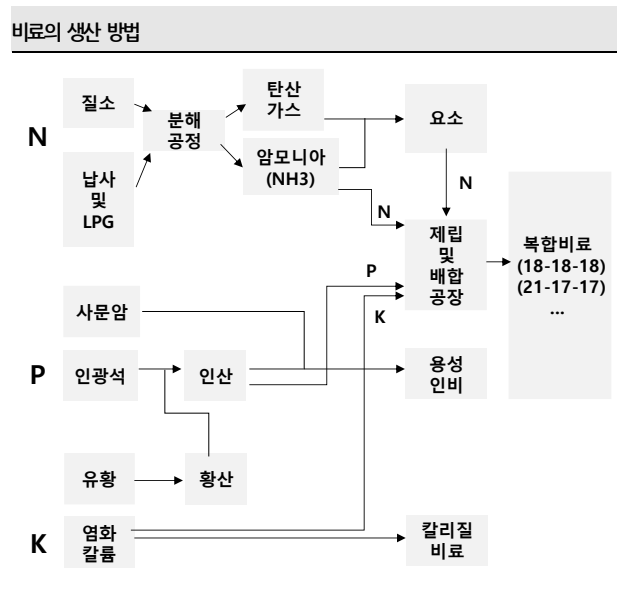 비료의 생산 방법
N
질소
납사
및
LPG
분해
공정
탄산
가스
암모니아
(NH3)
요소
N
N
제립
및
배합
공장
복합비료
(18-18-18)
(21-17-17)
...
P
K
사문암
P
인광석
인산
용성
인비
유황
황산
K
염화
칼륨
칼리질
비료